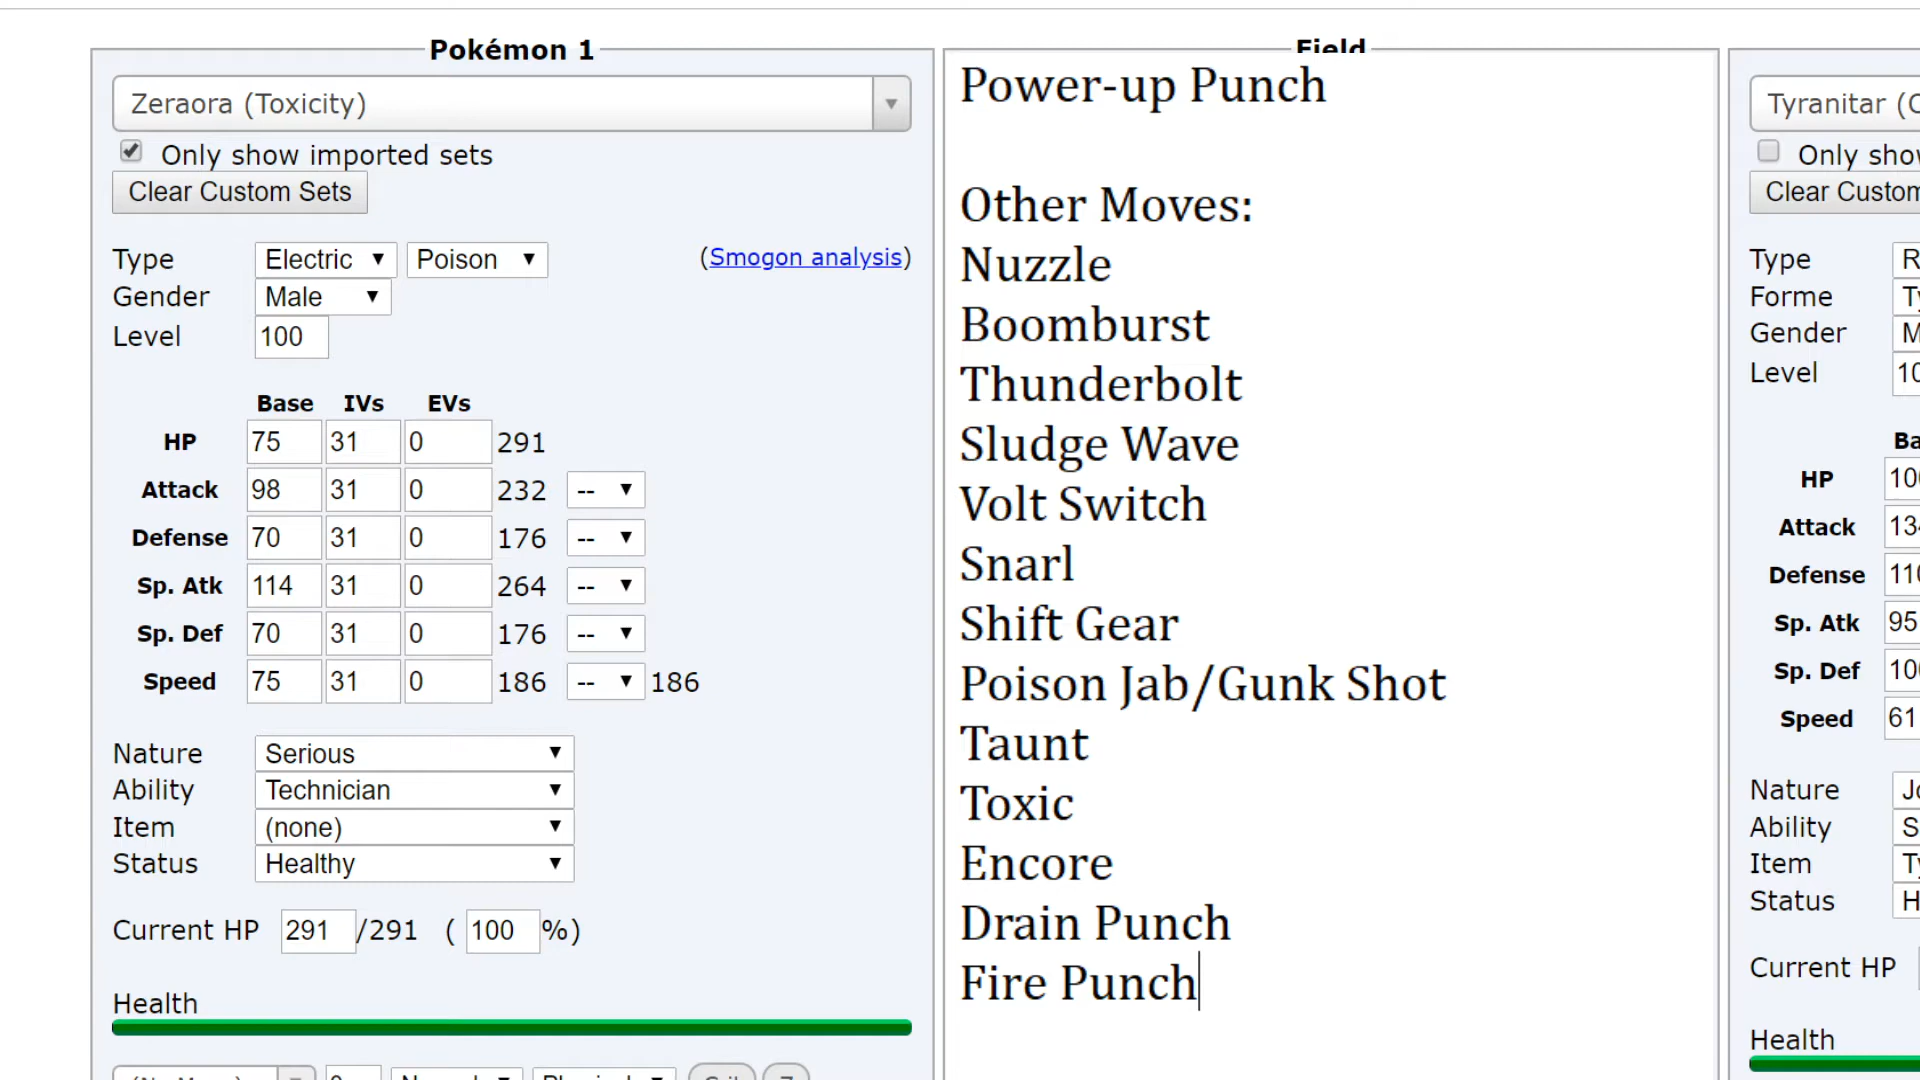 Pokémon 1
Zeraora (Toxicity)
Only show imported sets
Clear Custom Sets
Type Electric Poison (Smogon analysis)
Gender Male
Level 100
Base IVs EVs
HP 75 31 0 291
Attack 98 31 0 232 --
Defense 70 31 0 176 --
Sp. Atk 114 31 0 264 --
Sp. Def 70 31 0 176 --
Speed 75 31 0 186 -- 186
Nature Serious
Ability Technician
Item (none)
Status Healthy
Current HP 291/291 ( 100 %)
Health
Field
Power-up Punch
Other Moves:
Nuzzle
Boomburst
Thunderbolt
Sludge Wave
Volt Switch
Snarl
Shift Gear
Poison Jab/Gunk Shot
Taunt
Toxic
Encore
Drain Punch
Fire Punch
Tyranitar (
Only
Clear
Type
Forme
Gender
Level
HP
Attack
Defense
Sp. Atk 95
Sp. Def
Speed 61
Nature
Ability
Item
Status
Current HP
Health